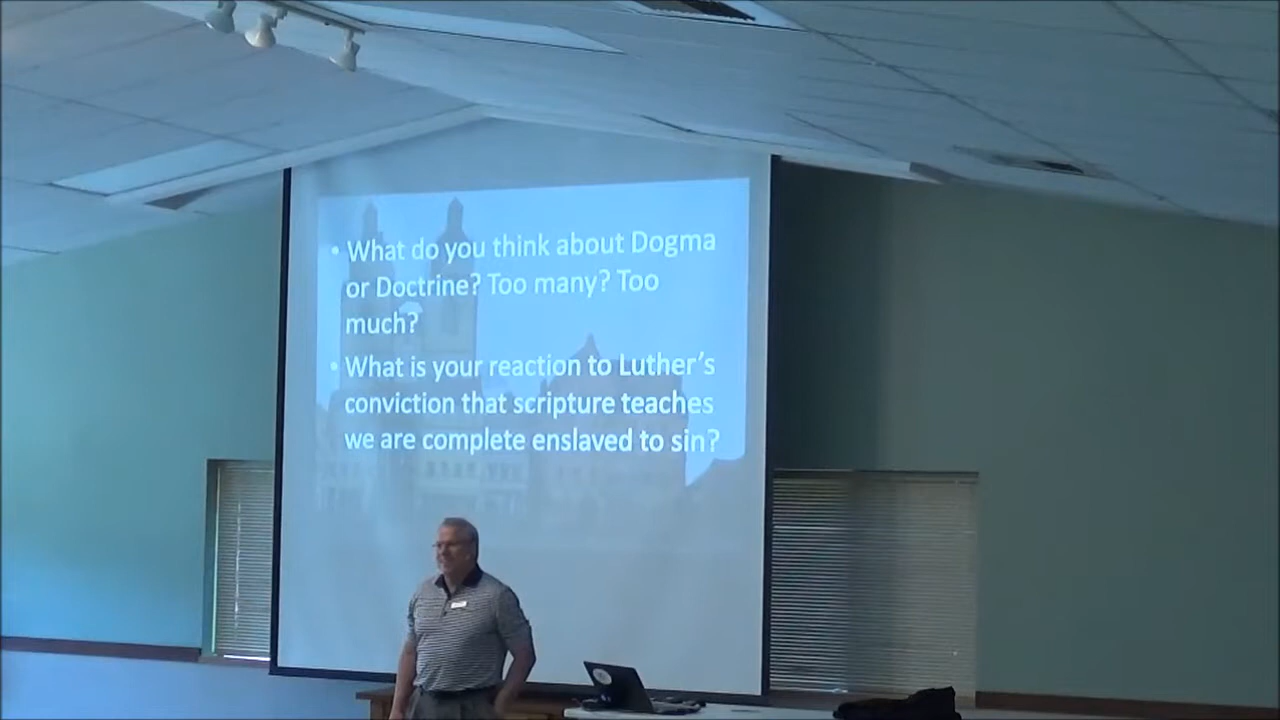 • What do you think about Dogma
or Doctrine? Too many? Too
much?
• What is your reaction to Luther's
conviction that scripture teaches
we are complete enslaved to sin?